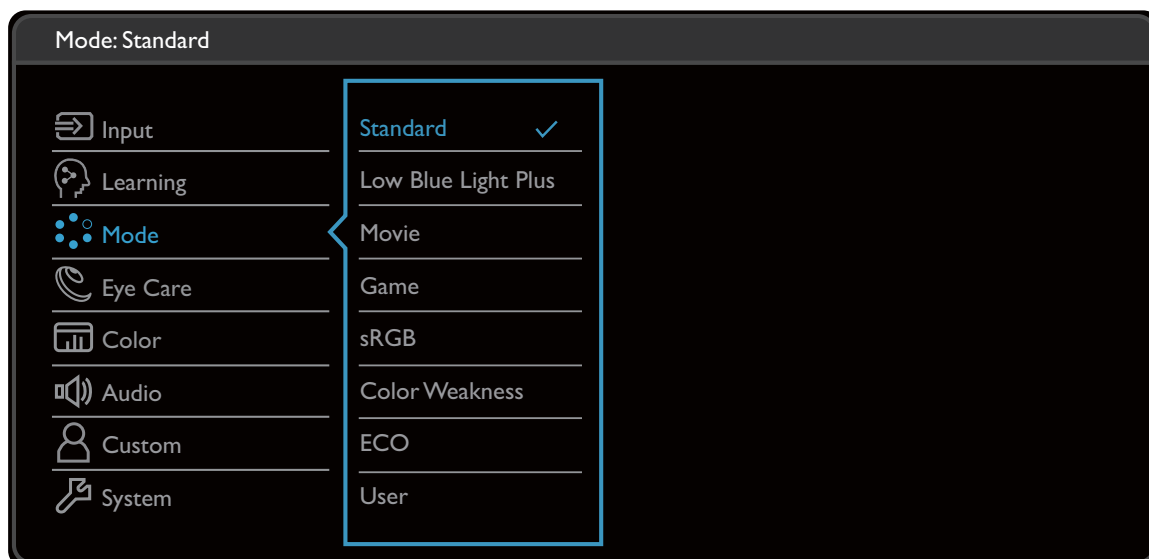 Mode: Standard
Input
Learning
Mode
Eye Care
Color
Audio
Custom
System
Standard
Low Blue Light Plus
Movie
Game
sRGB
Color Weakness
ECO
User